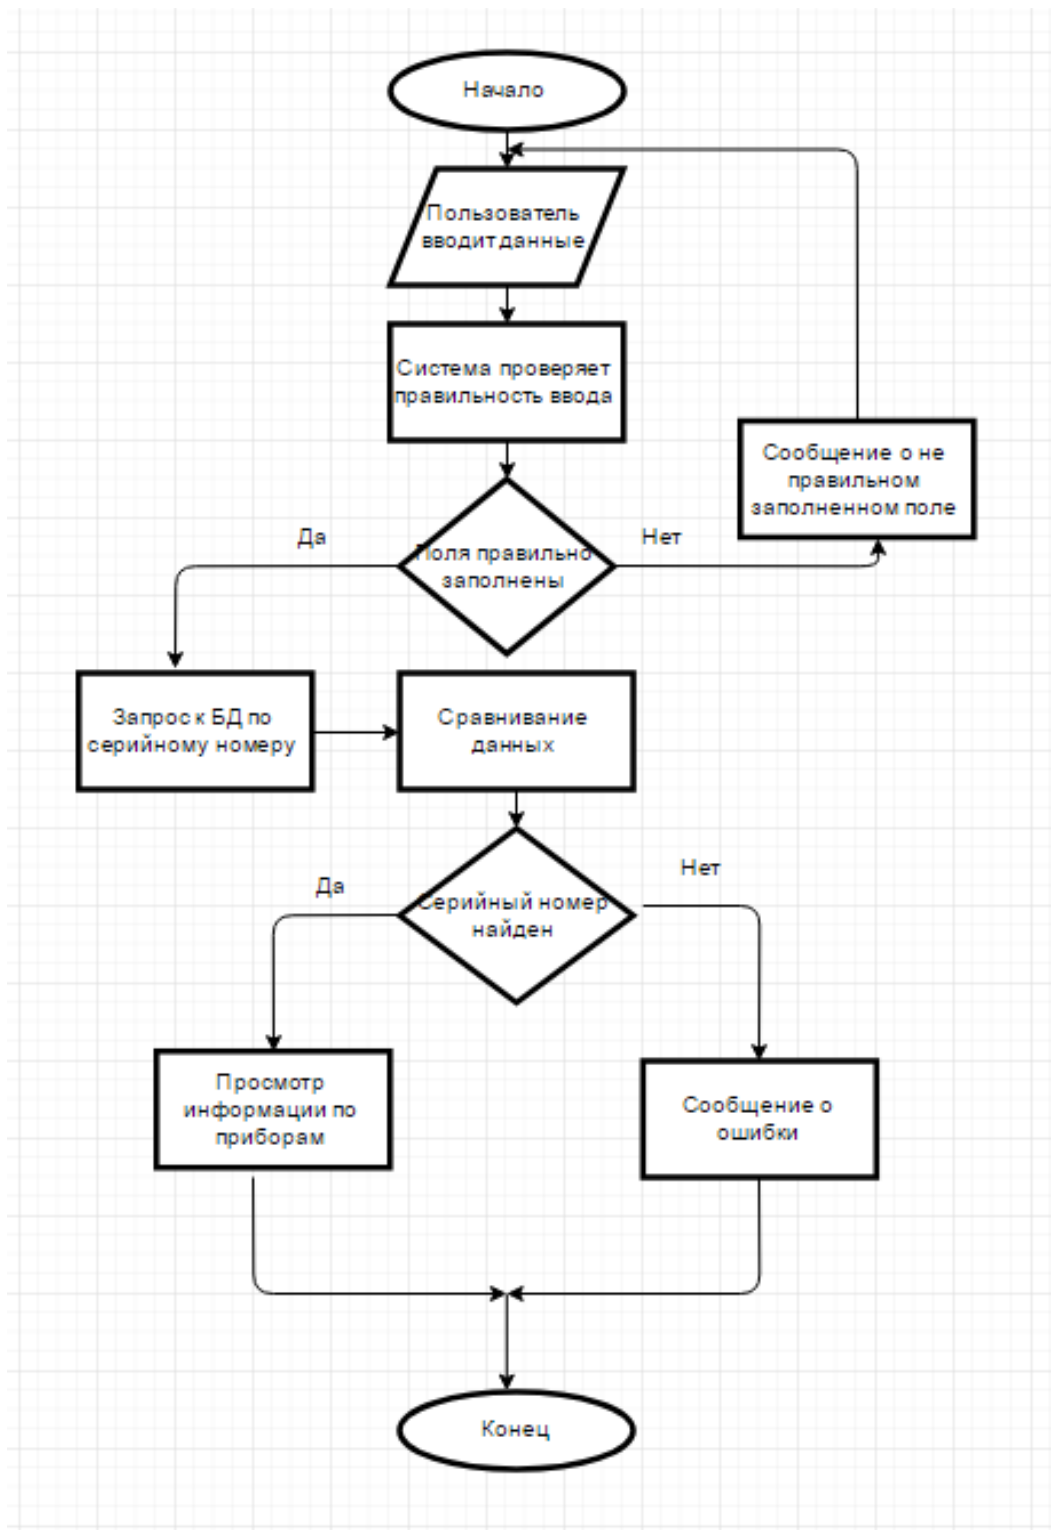 Начало
Пользователь
вводит данные
Система проверяет
правильность ввода
Сообщение о не
правильном
заполненном поле
Да
Нет
Поля правильно
заполнены
Запрос к БД по
серийному номеру
Сравнивание
данных
Да
Нет
Серийный номер
найден
Просмотр
информации по
приборам
Сообщение о
ошибки
Конец